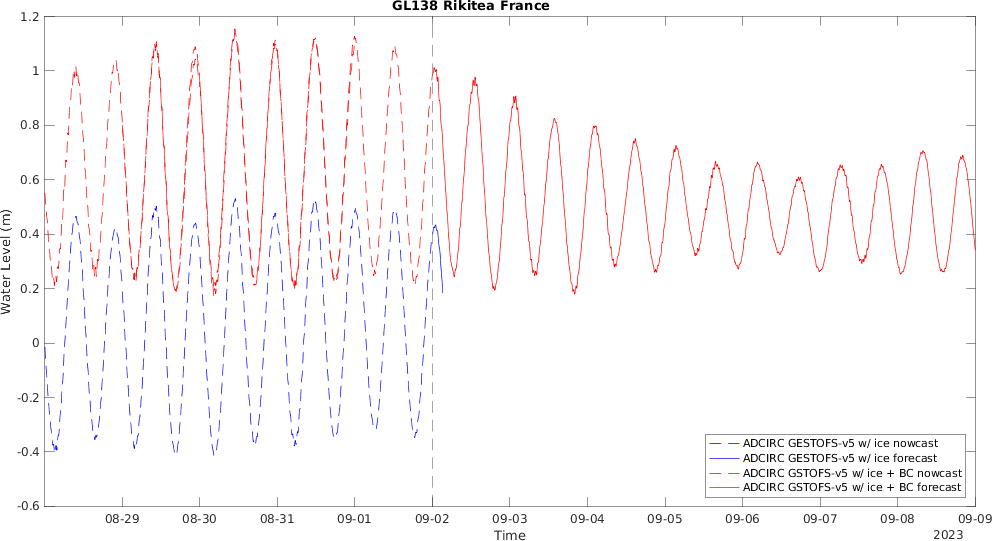 GL138 Rikitea France
1.2
1
0.8
0.6
0.4
0.2
0
-0.2
-0.4
-0.6
Water Level (m)
ADCIRC GESTOFS-v5 w/ ice nowcast
ADCIRC GESTOFS-v5 w/ ice forecast
ADCIRC GSTOFS-v5 w/ ice + BC nowcast
ADCIRC GSTOFS-v5 w/ ice + BC forecast
08-29 08-30 08-31 09-01 09-02 09-03 09-04 09-05 09-06 09-07 09-08 09-09
Time
2023